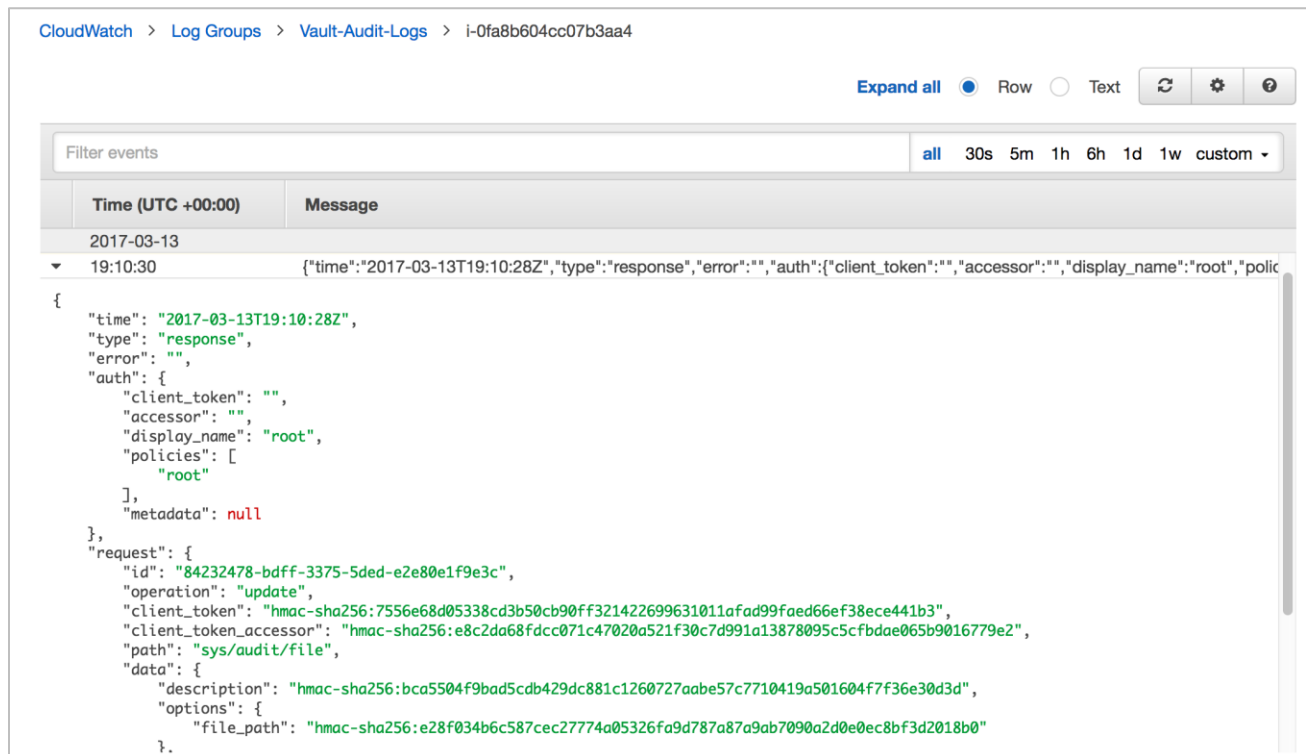 CloudWatch > Log Groups > Vault-Audit-Logs > i-0fa8b604cc07b3aa4
Expand all Row Text
Filter events all 30s 5m 1h 6h 1d 1w custom
Time (UTC +00:00) Message
2017-03-13
19:10:30 {"time":"2017-03-13T19:10:28Z","type":"response","error":"","auth":{"client_token":"","accessor":"","display_name":"root","polic
{
"time": "2017-03-13T19:10:28Z",
"type": "response",
"error": "",
"auth": {
"client_token": "",
"accessor": "",
"display_name": "root",
"policies": [
"root"
],
"metadata": null
},
"request": {
"id": "84232478-bdff-3375-5ded-e2e80e1f9e3c",
"operation": "update",
"client_token": "hmac-sha256:7556e68d05338cd3b50cb90ff321422699631011afad99faed66ef38ece441b3",
"client_token_accessor": "hmac-sha256:e8c2da68fdcc071c47020a521f30c7d991a13878095c5cfbdae065b9016779e2",
"path": "sys/audit/file",
"data": {
"description": "hmac-sha256:bca5504f9bad5cdb429dc881c1260727aabe57c7710419a501604f7f36e30d3d",
"options": {
"file_path": "hmac-sha256:e28f034b6c587cec27774a05326fa9d787a87a9ab7090a2d0e0ec8bf3d2018b0"
},